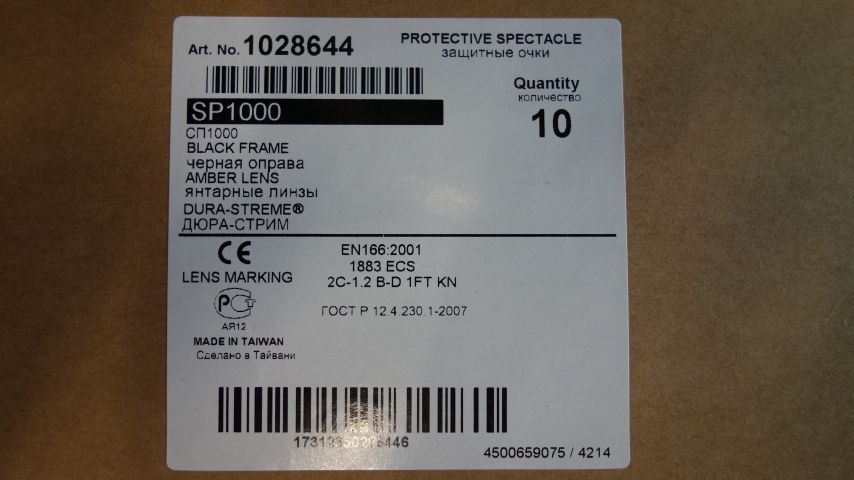 Art. No. 1028644
PROTECTIVE SPECTACLE
защитные очки
Quantity
количество
10
SP1000
СП1000
BLACK FRAME
черная оправа
AMBER LENS
янтарные линзы
DURA-STREME®
ДЮРА-СТРИМ
CE
LENS MARKING
EN166:2001
1883 ECS
2C-1.2 B-D 1FT KN
ГОСТ Р 12.4.230.1-2007
АЯ12
MADE IN TAIWAN
Сделано в Тайвани
4500659075 / 4214